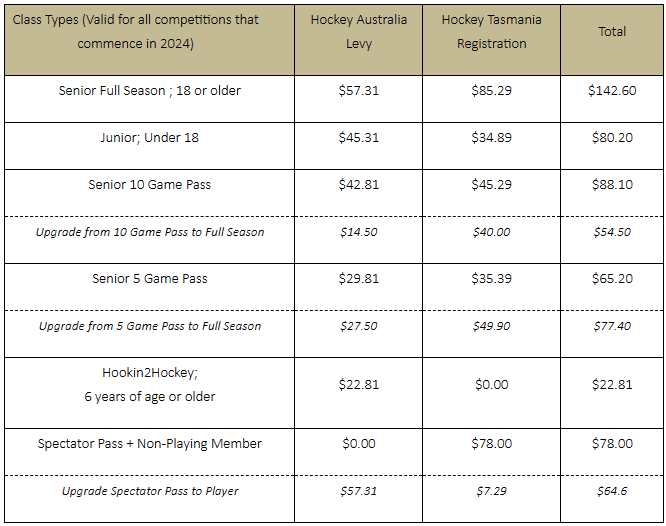 Class Types (Valid for all competitions that commence in 2024) | Hockey Australia Levy | Hockey Tasmania Registration | Total
Senior Full Season ; 18 or older | $57.31 | $85.29 | $142.60
Junior; Under 18 | $45.31 | $34.89 | $80.20
Senior 10 Game Pass | $42.81 | $45.29 | $88.10
Upgrade from 10 Game Pass to Full Season | $14.50 | $40.00 | $54.50
Senior 5 Game Pass | $29.81 | $35.39 | $65.20
Upgrade from 5 Game Pass to Full Season | $27.50 | $49.90 | $77.40
Hookin2Hockey; 6 years of age or older | $22.81 | $0.00 | $22.81
Spectator Pass + Non-Playing Member | $0.00 | $78.00 | $78.00
Upgrade Spectator Pass to Player | $57.31 | $7.29 | $64.6